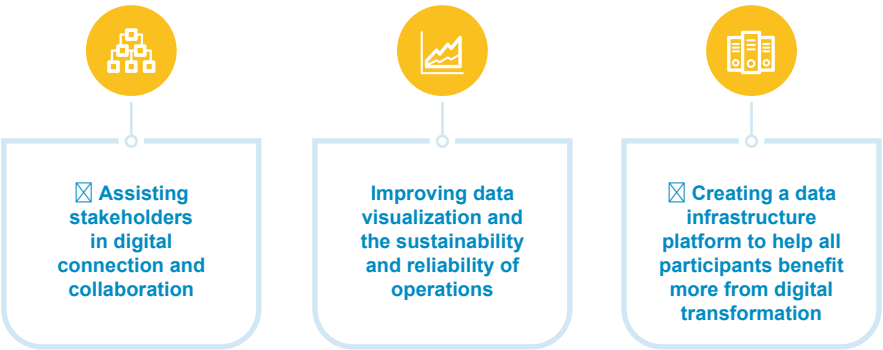 Assisting
stakeholders
in digital
connection and
collaboration
Improving data
visualization and
the sustainability
and reliability of
operations
Creating a data
infrastructure
platform to help all
participants benefit
more from digital
transformation